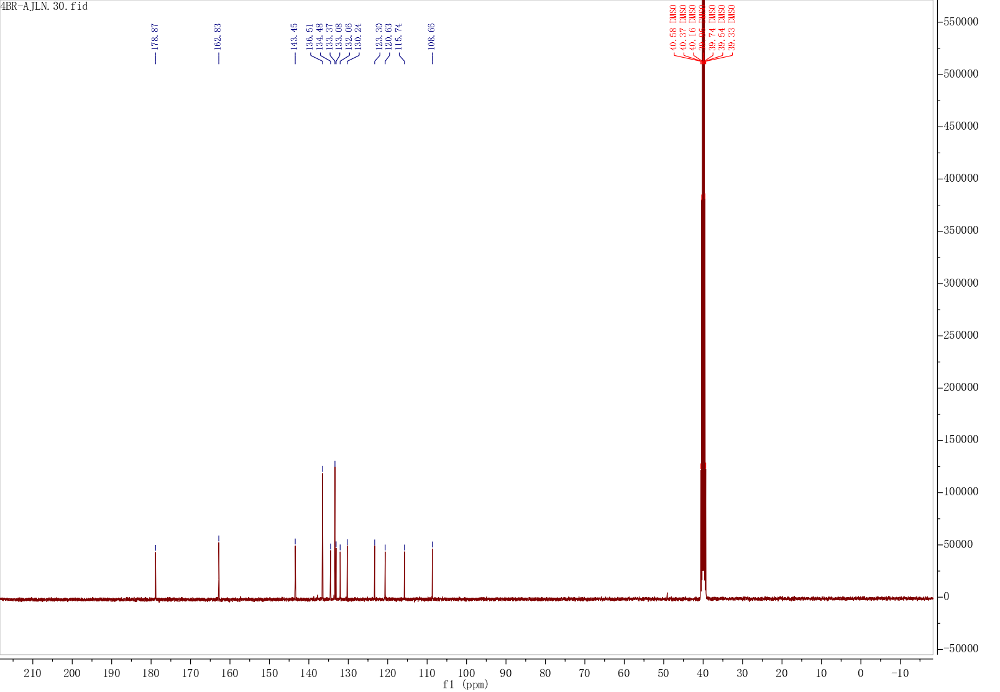 4BR-AJLN.30.fid
178.87
162.83
143.45
136.51
134.48
133.37
133.08
132.06
130.24
123.30
120.63
115.74
108.66
40.58 DMSO
40.37 DMSO
40.16 DMSO
39.95 DMSO
39.74 DMSO
39.54 DMSO
39.33 DMSO
550000
500000
450000
400000
350000
300000
250000
200000
150000
100000
50000
0
-50000
210 200 190 180 170 160 150 140 130 120 110 100 90 80 70 60 50 40 30 20 10 0 -10
f1 (ppm)